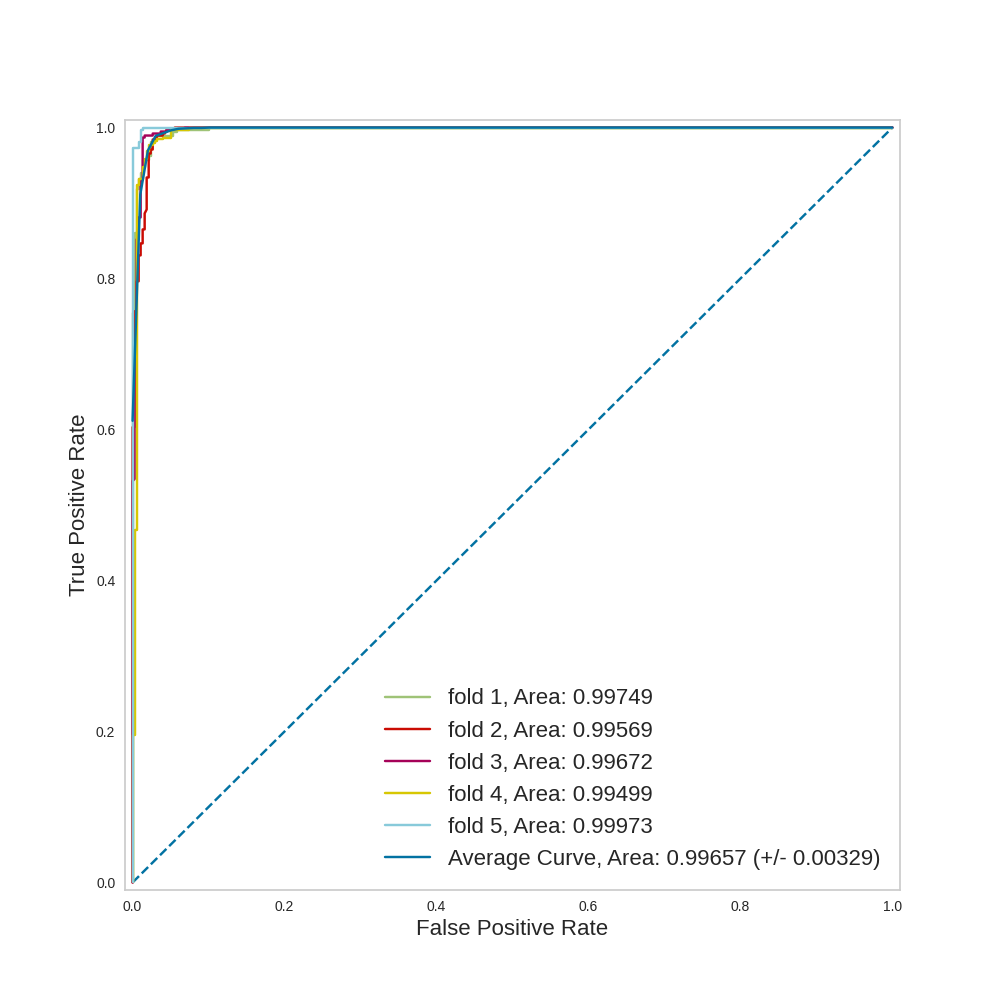 1.0
0.8
0.6
0.4
0.2
0.0
True Positive Rate
fold 1, Area: 0.99749
fold 2, Area: 0.99569
fold 3, Area: 0.99672
fold 4, Area: 0.99499
fold 5, Area: 0.99973
Average Curve, Area: 0.99657 (+/- 0.00329)
0.0 0.2 0.4 0.6 0.8 1.0
False Positive Rate